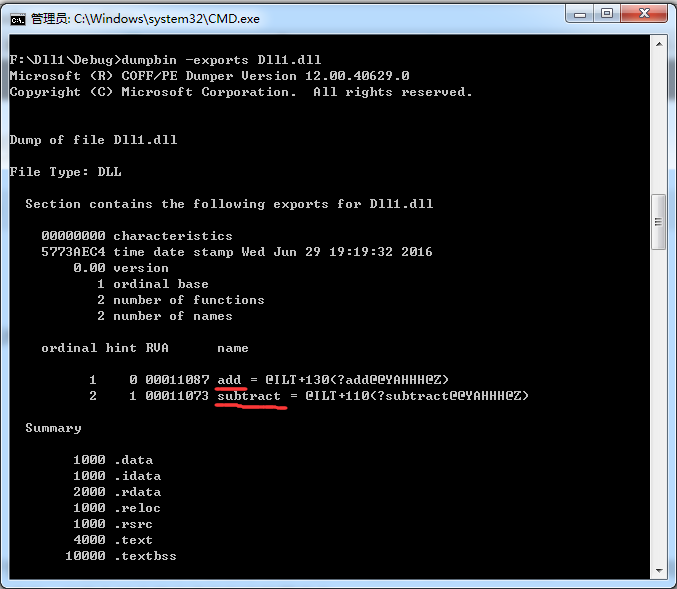 管理员: C:\Windows\system32\CMD.exe
F:\Dll1\Debug>dumpbin -exports Dll1.dll
Microsoft (R) COFF/PE Dumper Version 12.00.40629.0
Copyright (C) Microsoft Corporation.  All rights reserved.
Dump of file Dll1.dll
File Type: DLL
  Section contains the following exports for Dll1.dll
    00000000 characteristics
    5773AEC4 time date stamp Wed Jun 29 19:19:32 2016
        0.00 version
           1 ordinal base
           2 number of functions
           2 number of names
    ordinal hint RVA      name
          1    0 00011087 add = @ILT+130(?add@@YAHHH@Z)
          2    1 00011073 subtract = @ILT+110(?subtract@@YAHHH@Z)
  Summary
        1000 .data
        1000 .idata
        2000 .rdata
        1000 .reloc
        1000 .rsrc
        4000 .text
       10000 .textbss